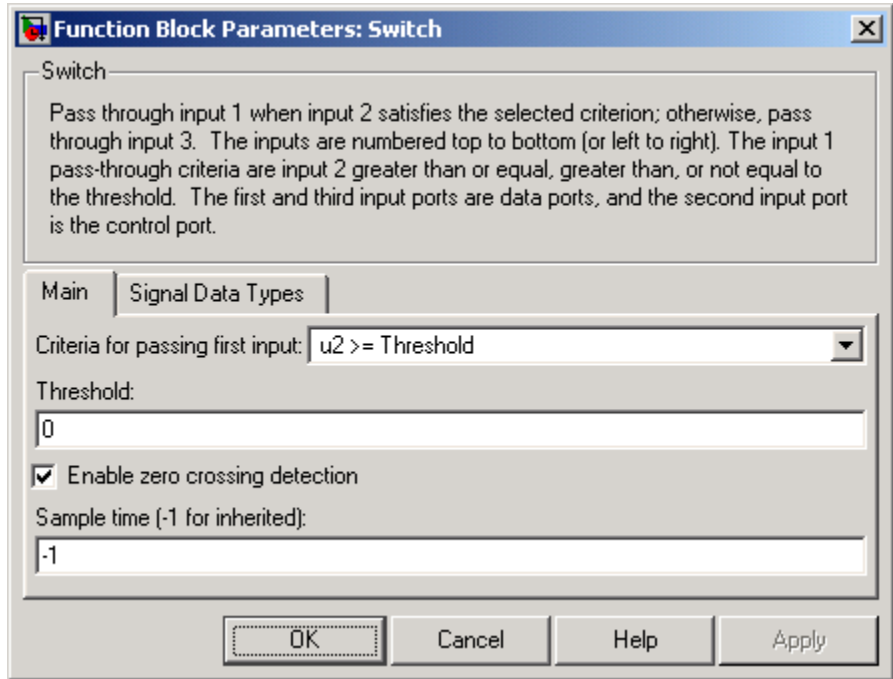 Function Block Parameters: Switch
Switch
Pass through input 1 when input 2 satisfies the selected criterion; otherwise, pass
through input 3.  The inputs are numbered top to bottom (or left to right). The input 1
pass-through criteria are input 2 greater than or equal, greater than, or not equal to
the threshold.  The first and third input ports are data ports, and the second input port
is the control port.
Main Signal Data Types
Criteria for passing first input: u2 >= Threshold
Threshold:
0
Enable zero crossing detection
Sample time (-1 for inherited):
-1
OK Cancel Help Apply